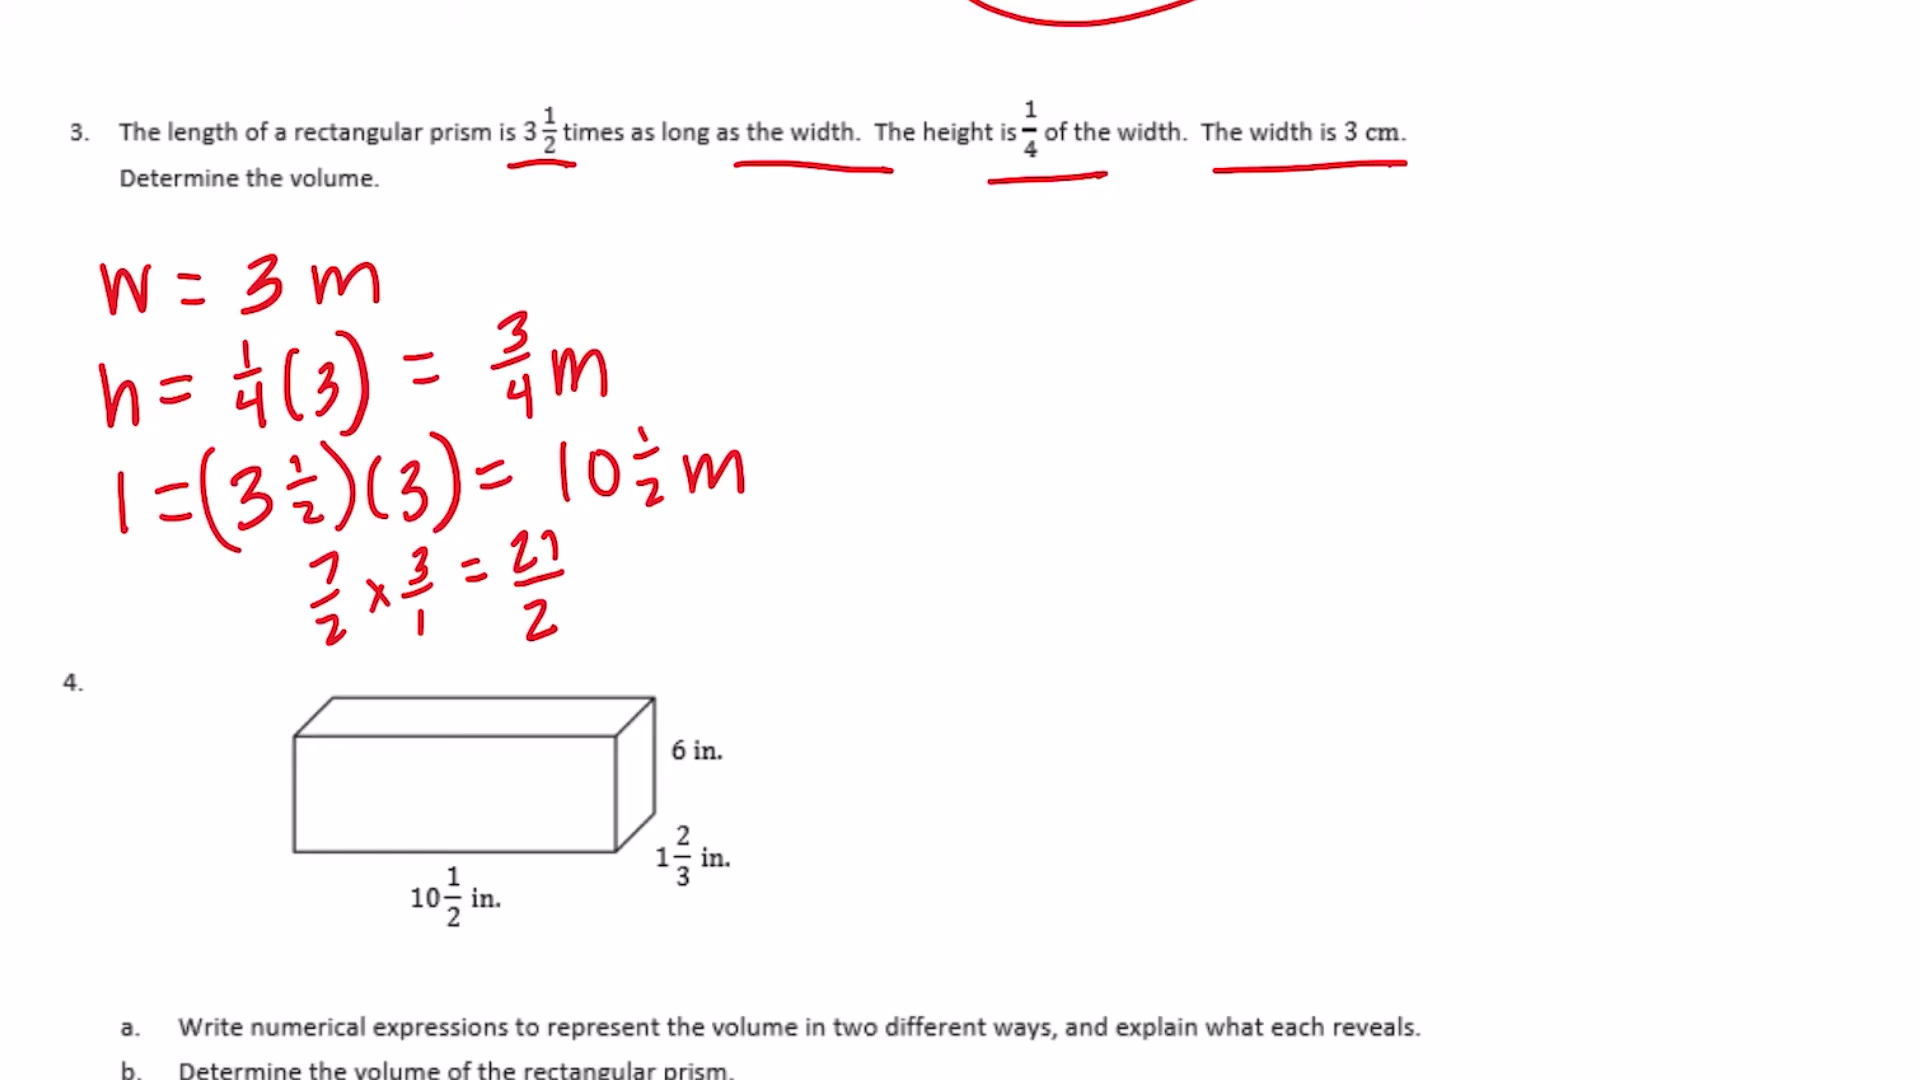 3. The length of a rectangular prism is 3 1/2 times as long as the width. The height is 1/4 of the width. The width is 3 cm.
Determine the volume.
W = 3 m
h = 1/4 (3) = 3/4 m
l = (3 1/2)(3) = 10 1/2 m
7/2 × 3/1 = 21/2
4.
6 in.
1 2/3 in.
10 1/2 in.
a. Write numerical expressions to represent the volume in two different ways, and explain what each reveals.
b. Determine the volume of the rectangular prism.